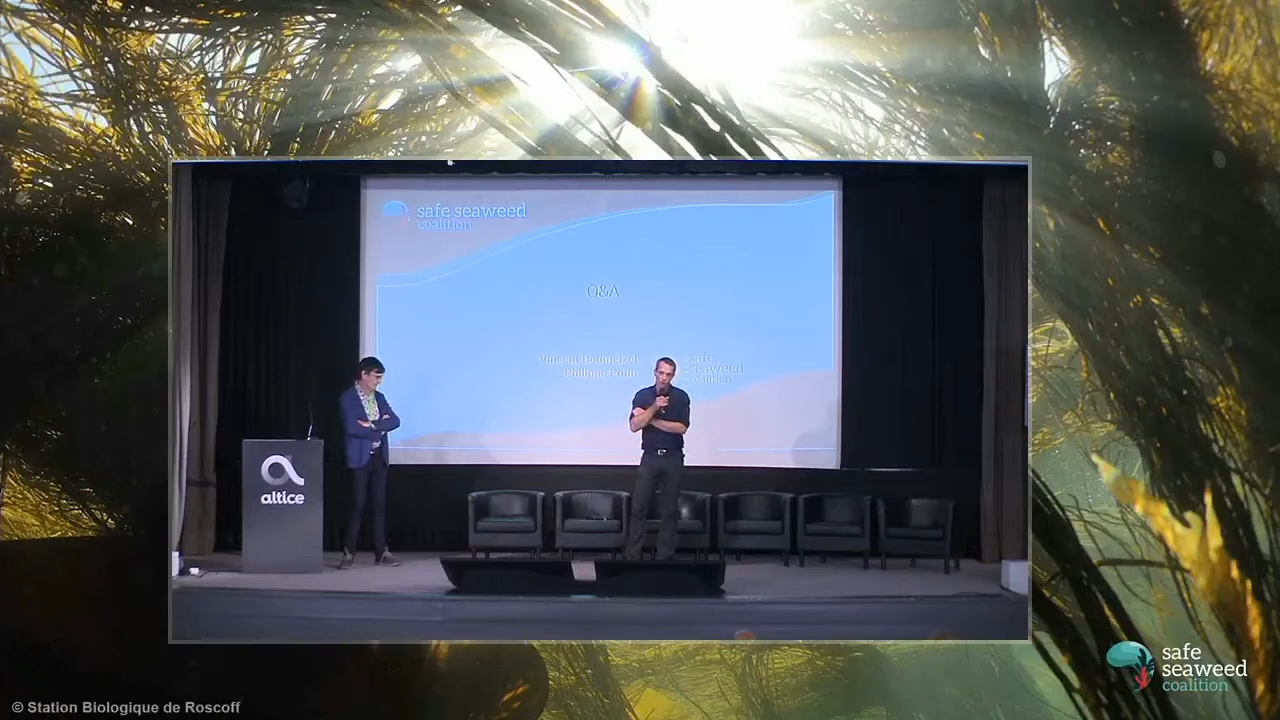 safe seaweed
coalition
Q&A
Vincent Doumeizel
Philippe Potin
safe
seaweed
coalition
altice
safe
seaweed
coalition
© Station Biologique de Roscoff